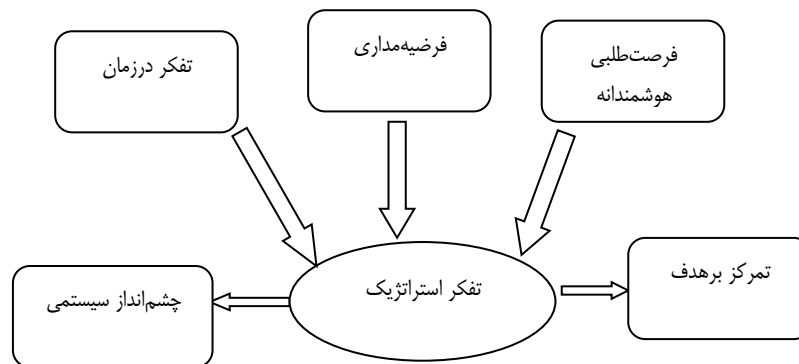 فرصت‌طلبی
هوشمندانه
فرضیه‌مداری
تفکر درزمان
تمرکز برهدف
تفکر استراتژیک
چشم‌انداز سیستمی